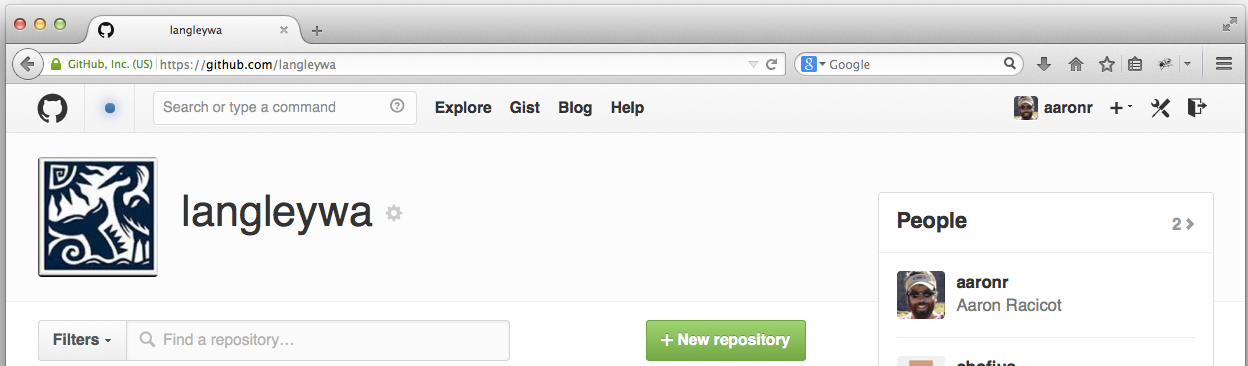 langleywa
GitHub, Inc. (US) https://github.com/langleywa
Google
Search or type a command
Explore Gist Blog Help
aaronr
langleywa
People 2
aaronr
Aaron Racicot
Filters
Find a repository...
+ New repository